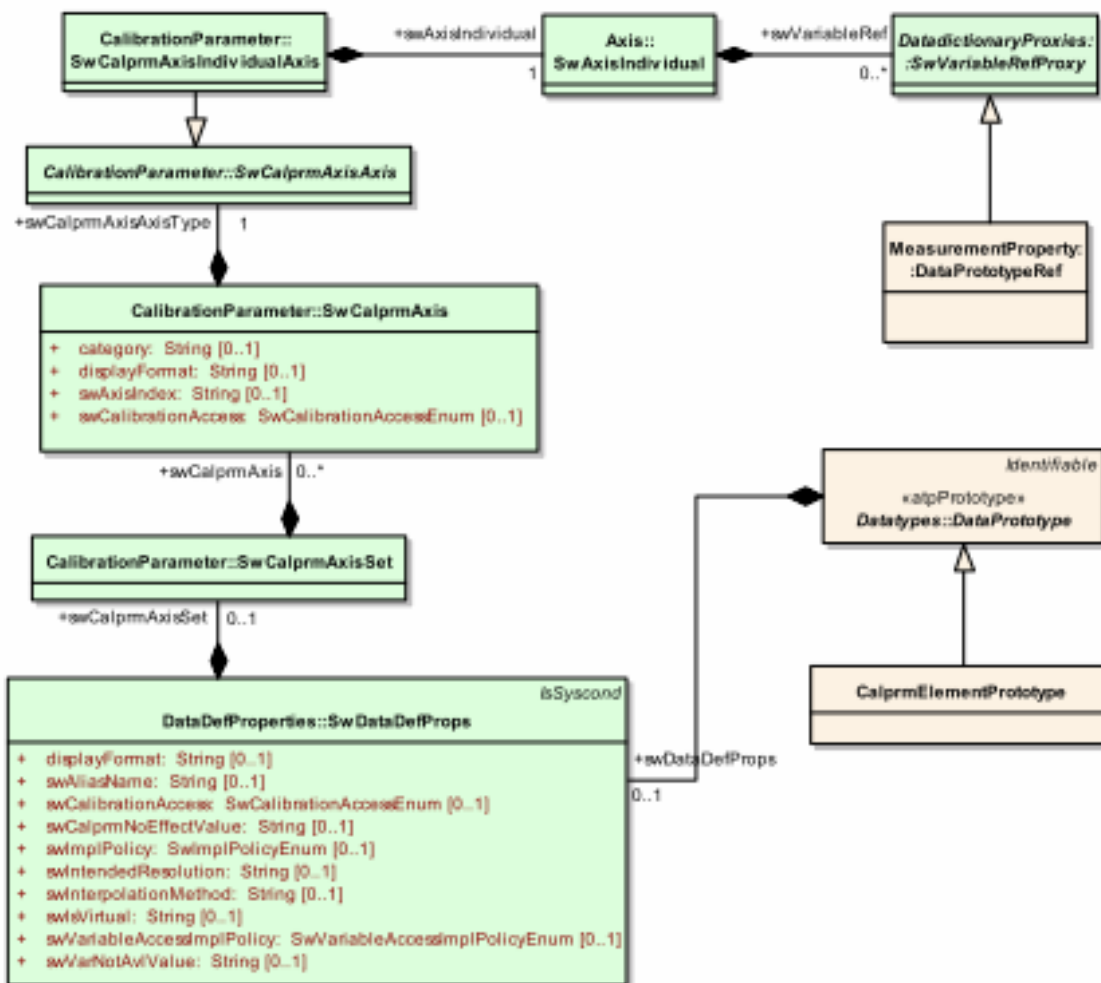 CalibrationParameter::
SwCalprmAxisIndividualAxis
+swAxisIndividual
1
Axis::
SwAxisIndividual
+swVariableRef
0..*
DatadictionaryProxies:
:SwVariableRefProxy
CalibrationParameter::SwCalprmAxisAxis
+swCalprmAxisAxisType
1
MeasurementProperty:
:DataPrototypeRef
CalibrationParameter::SwCalprmAxis
+ category: String [0..1]
+ displayFormat: String [0..1]
+ swAxisIndex: String [0..1]
+ swCalibrationAccess: SwCalibrationAccessEnum [0..1]
+swCalprmAxis
0..*
Identifiable
«atpPrototype»
Datatypes::DataPrototype
CalibrationParameter::SwCalprmAxisSet
+swCalprmAxisSet
0..1
CalprmElementPrototype
IsSyscond
DataDefProperties::SwDataDefProps
+swDataDefProps
0..1
+ displayFormat: String [0..1]
+ swAliasName: String [0..1]
+ swCalibrationAccess: SwCalibrationAccessEnum [0..1]
+ swCalprmNoEffectValue: String [0..1]
+ swImplPolicy: SwImplPolicyEnum [0..1]
+ swIntendedResolution: String [0..1]
+ swInterpolationMethod: String [0..1]
+ swIsVirtual: String [0..1]
+ swVariableAccessImplPolicy: SwVariableAccessImplPolicyEnum [0..1]
+ swVarNotAvlValue: String [0..1]